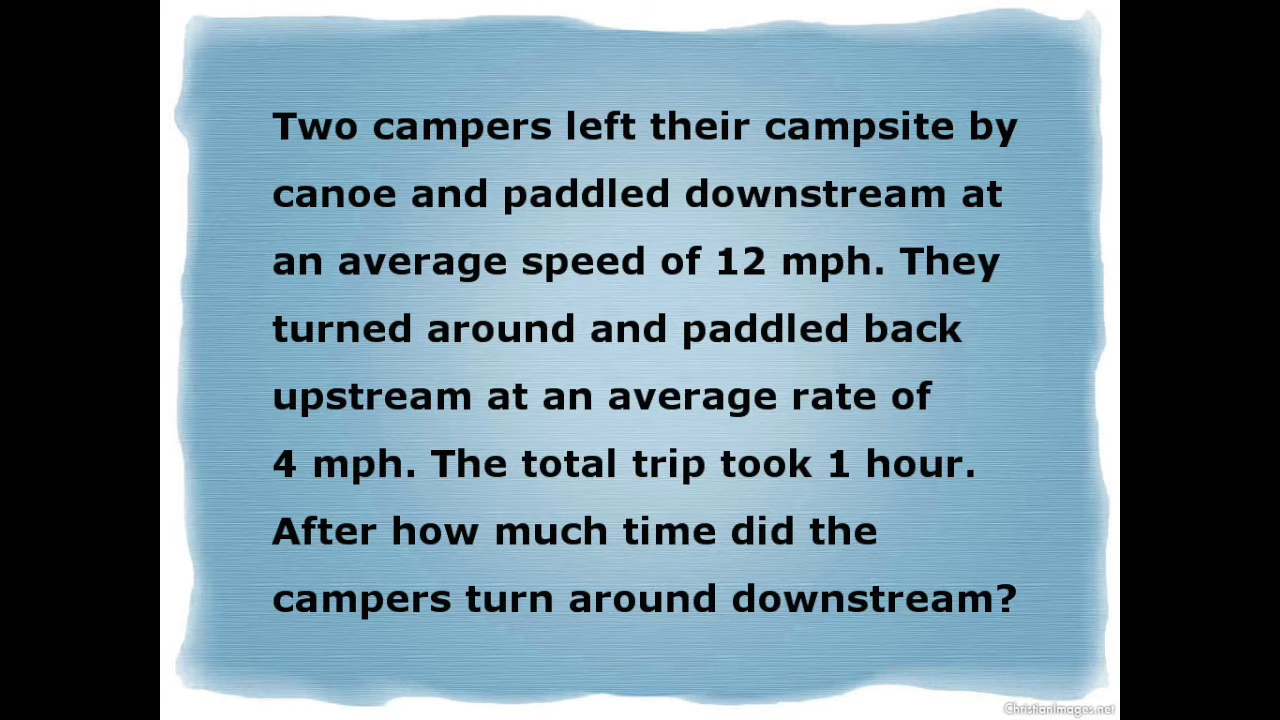 Two campers left their campsite by
canoe and paddled downstream at
an average speed of 12 mph. They
turned around and paddled back
upstream at an average rate of
4 mph. The total trip took 1 hour.
After how much time did the
campers turn around downstream?
ChristianImages.net